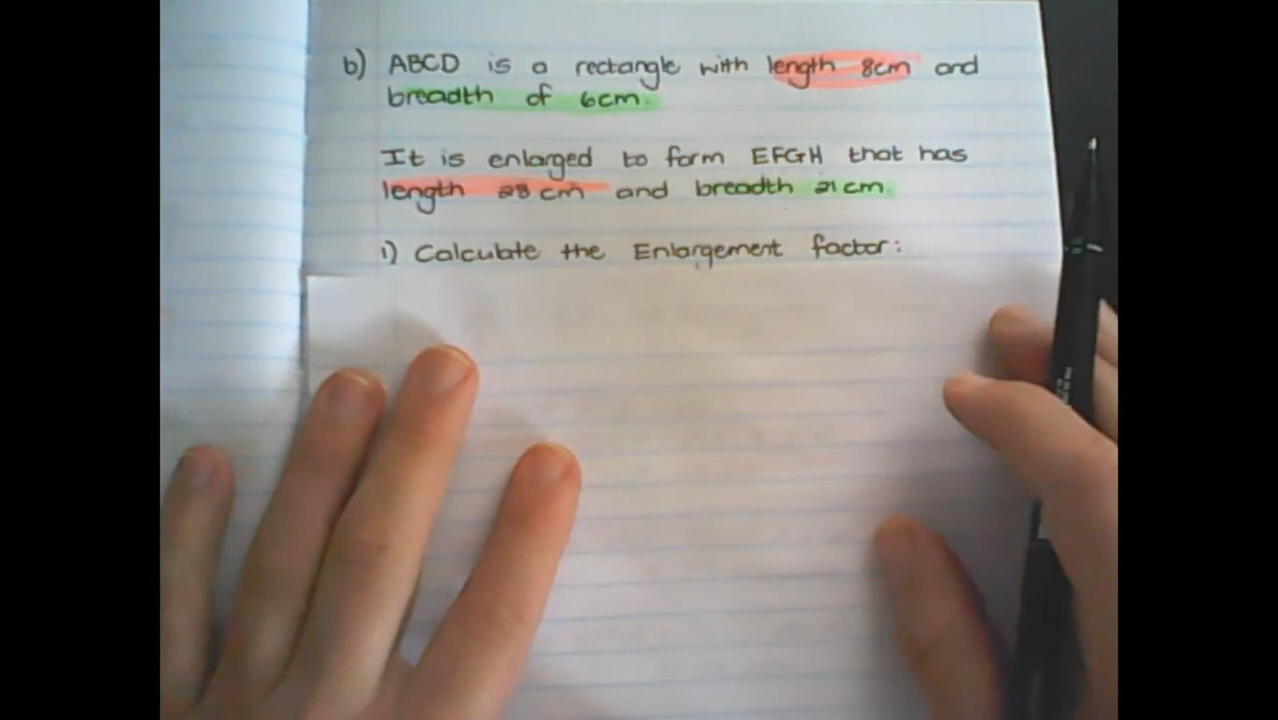 b) ABCD is a rectangle with length 8cm and
breadth of 6cm.
It is enlarged to form EFGH that has
length 28 cm and breadth 21 cm.
1) Calculate the Enlargement factor: